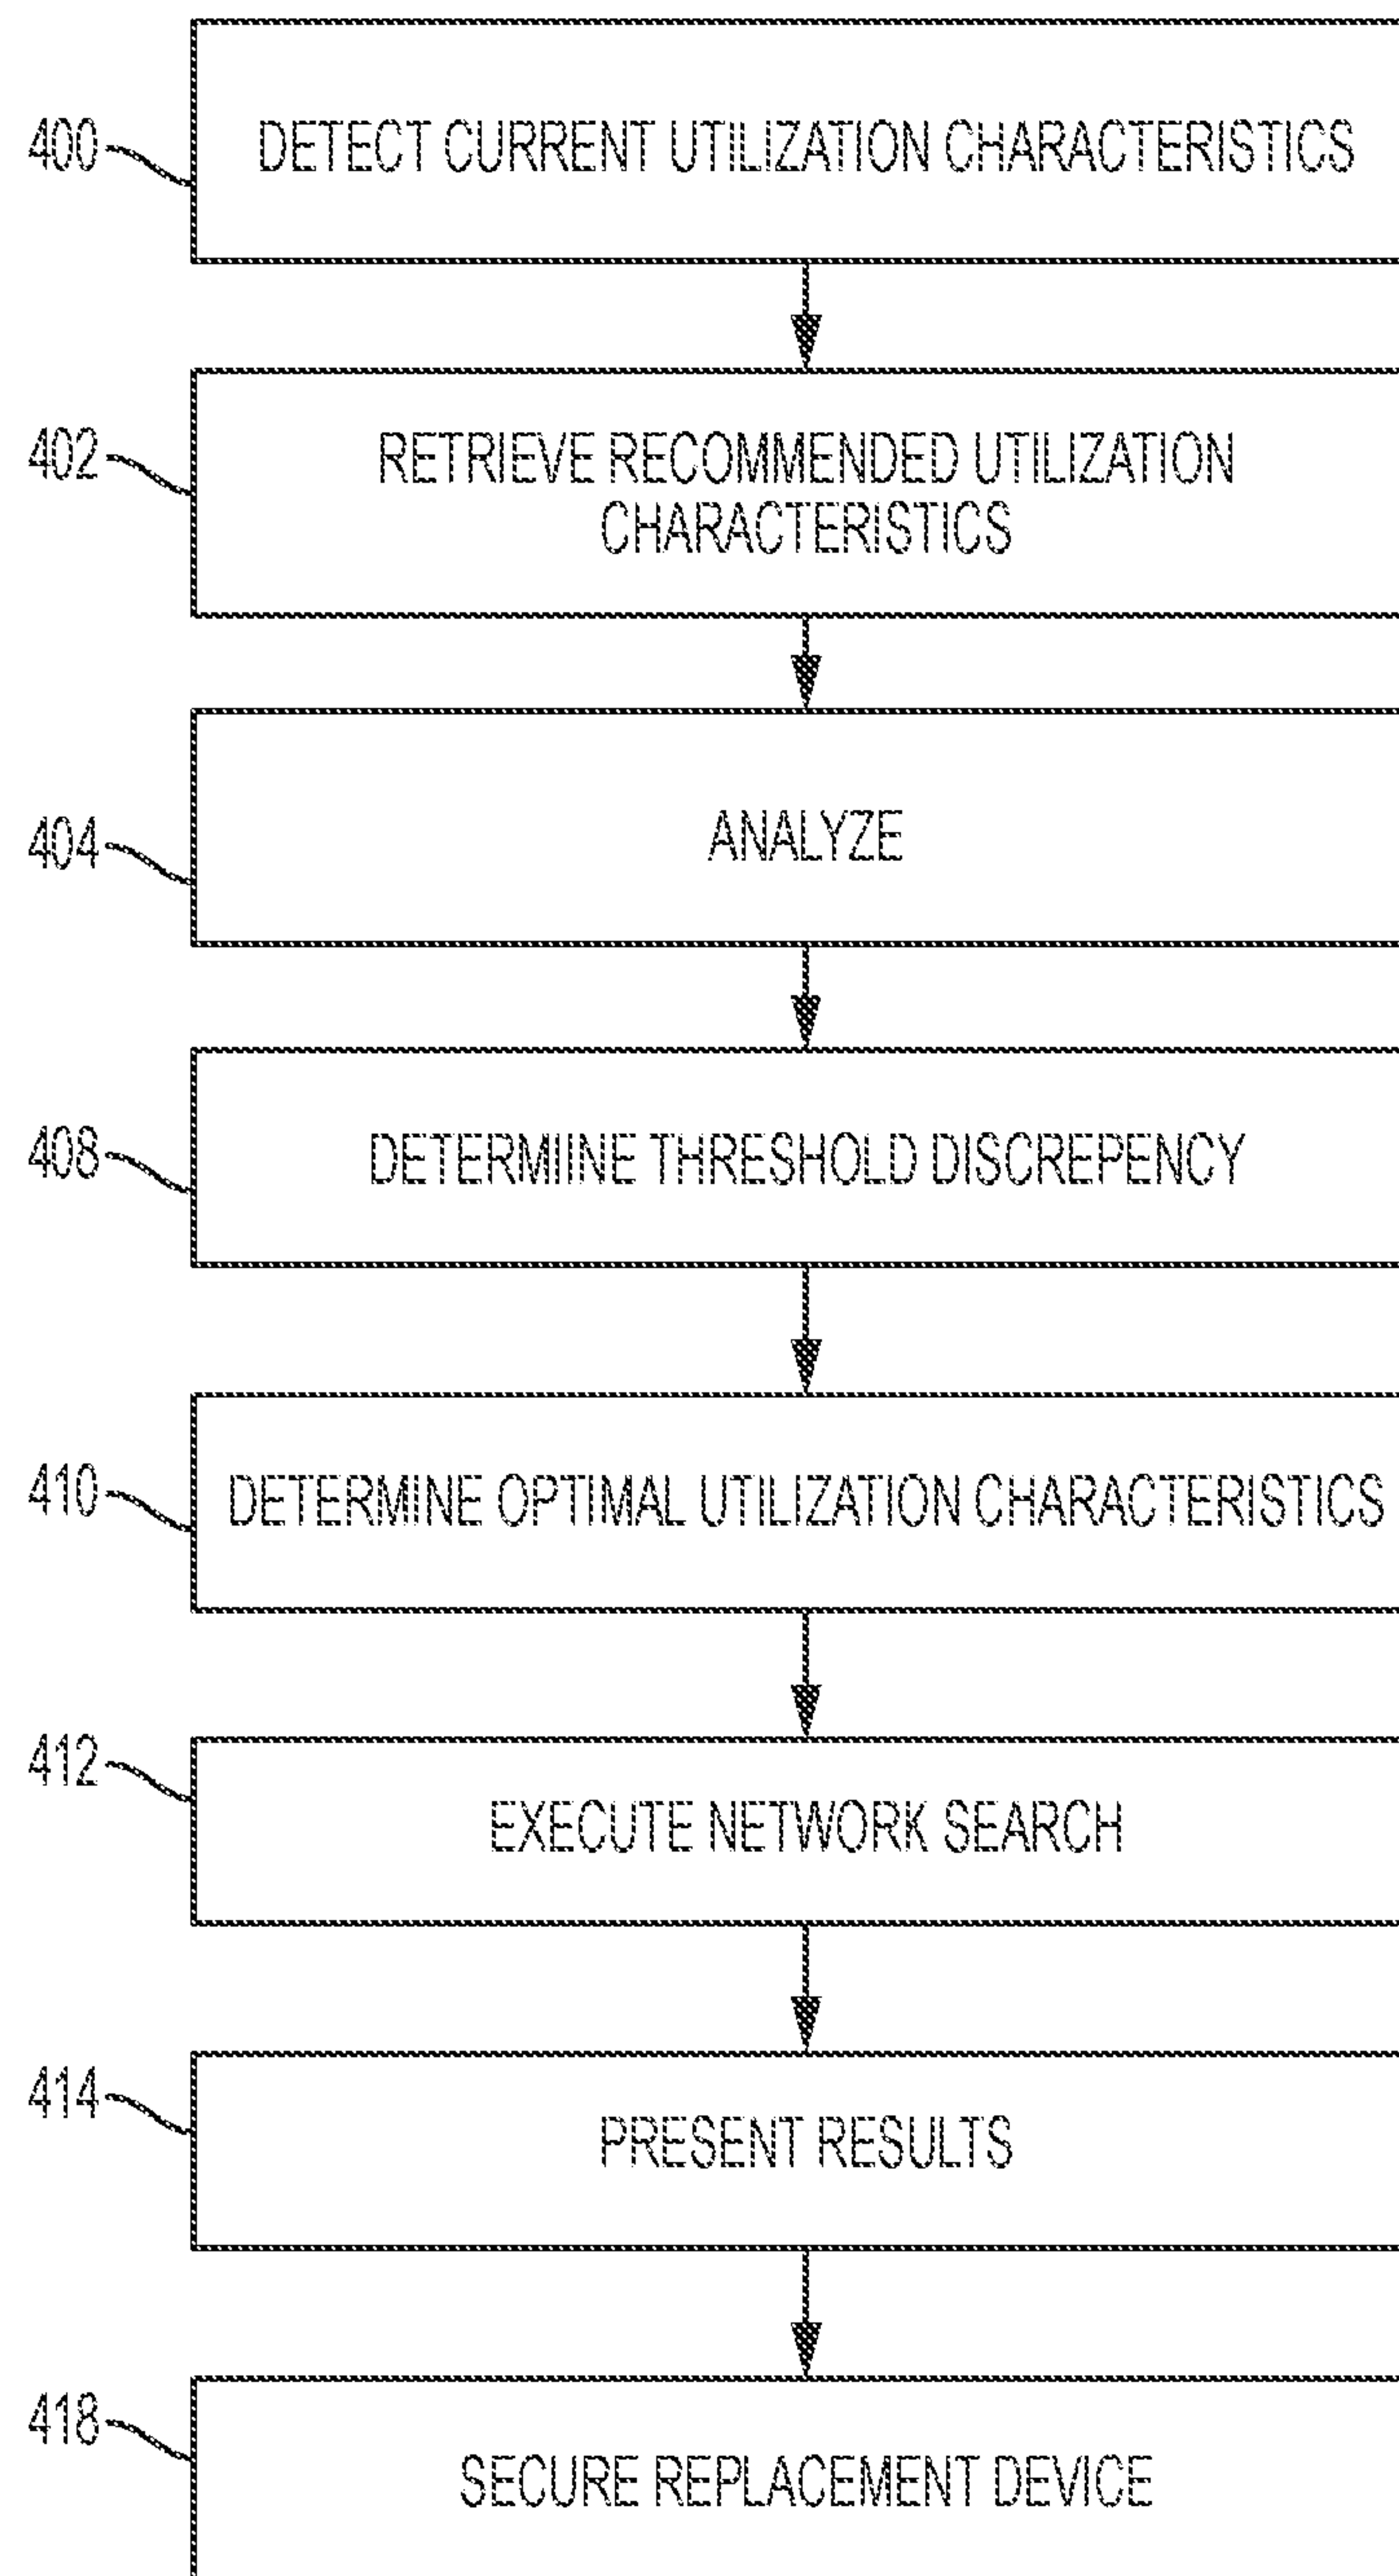 400
DETECT CURRENT UTILIZATION CHARACTERISTICS
402
RETRIEVE RECOMMENDED UTILIZATION
CHARACTERISTICS
404
ANALYZE
408
DETERMIINE THRESHOLD DISCREPENCY
410
DETERMINE OPTIMAL UTILIZATION CHARACTERISTICS
412
EXECUTE NETWORK SEARCH
414
PRESENT RESULTS
418
SECURE REPLACEMENT DEVICE